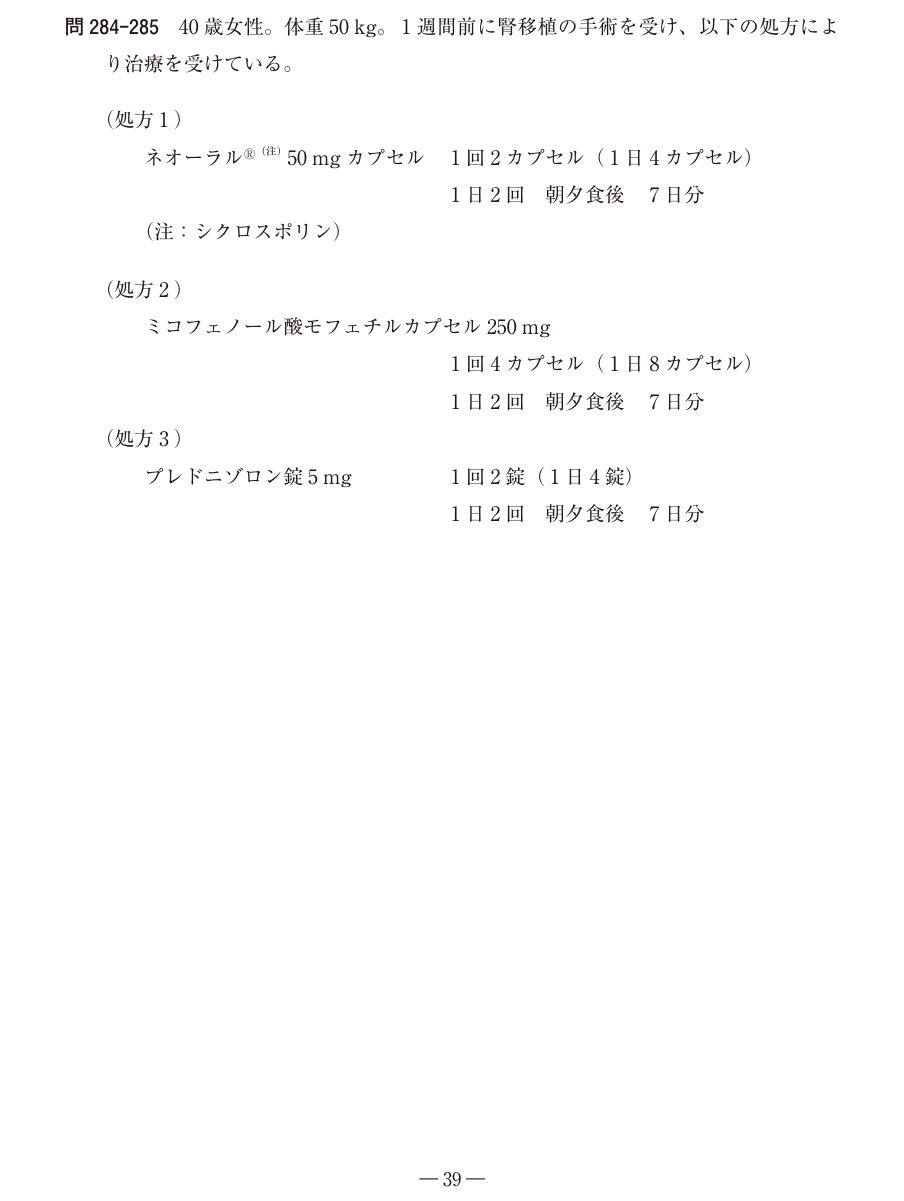 問 284-285　40 歳女性。体重 50 kg。1 週間前に腎移植の手術を受け、以下の処方によ
り治療を受けている。
（処方 1 ）
ネオーラル®（注） 50 mg カプセル　1 回 2 カプセル（ 1 日 4 カプセル）
1 日 2 回　朝夕食後　7 日分
（注：シクロスポリン）
（処方 2 ）
ミコフェノール酸モフェチルカプセル 250 mg
1 回 4 カプセル（ 1 日 8 カプセル）
1 日 2 回　朝夕食後　7 日分
（処方 3 ）
プレドニゾロン錠 5 mg　1 回 2 錠（ 1 日 4 錠）
1 日 2 回　朝夕食後　7 日分
— 39 —